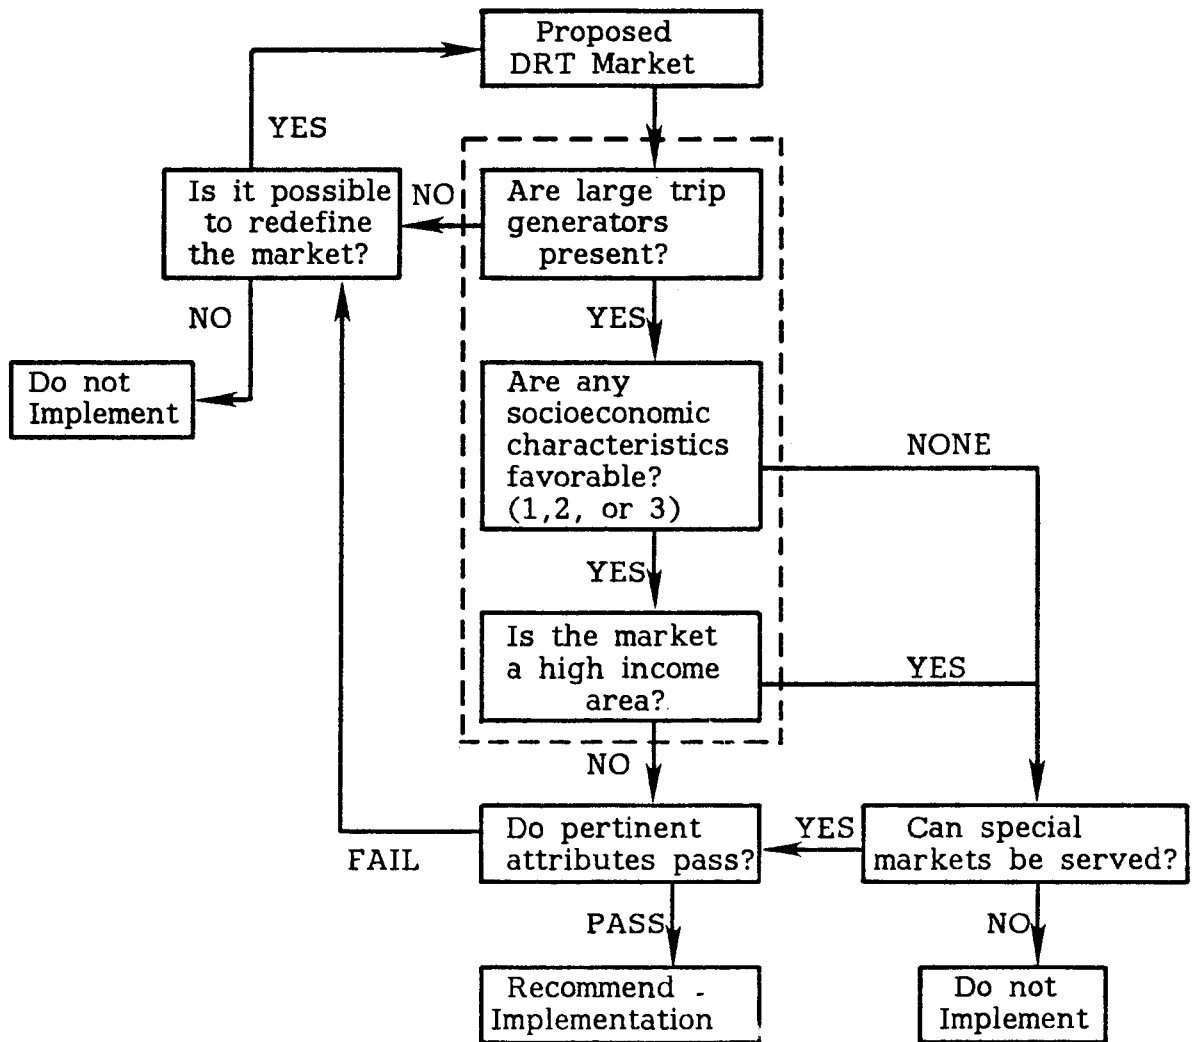 Proposed
DRT Market
YES
Is it possible
to redefine
the market?
NO
Are large trip
generators
present?
NO
YES
Do not
Implement
Are any
socioeconomic
characteristics
favorable?
(1,2, or 3)
NONE
YES
Is the market
a high income
area?
YES
NO
Do pertinent
attributes pass?
YES
Can special
markets be served?
FAIL
PASS
NO
Recommend -
Implementation
Do not
Implement